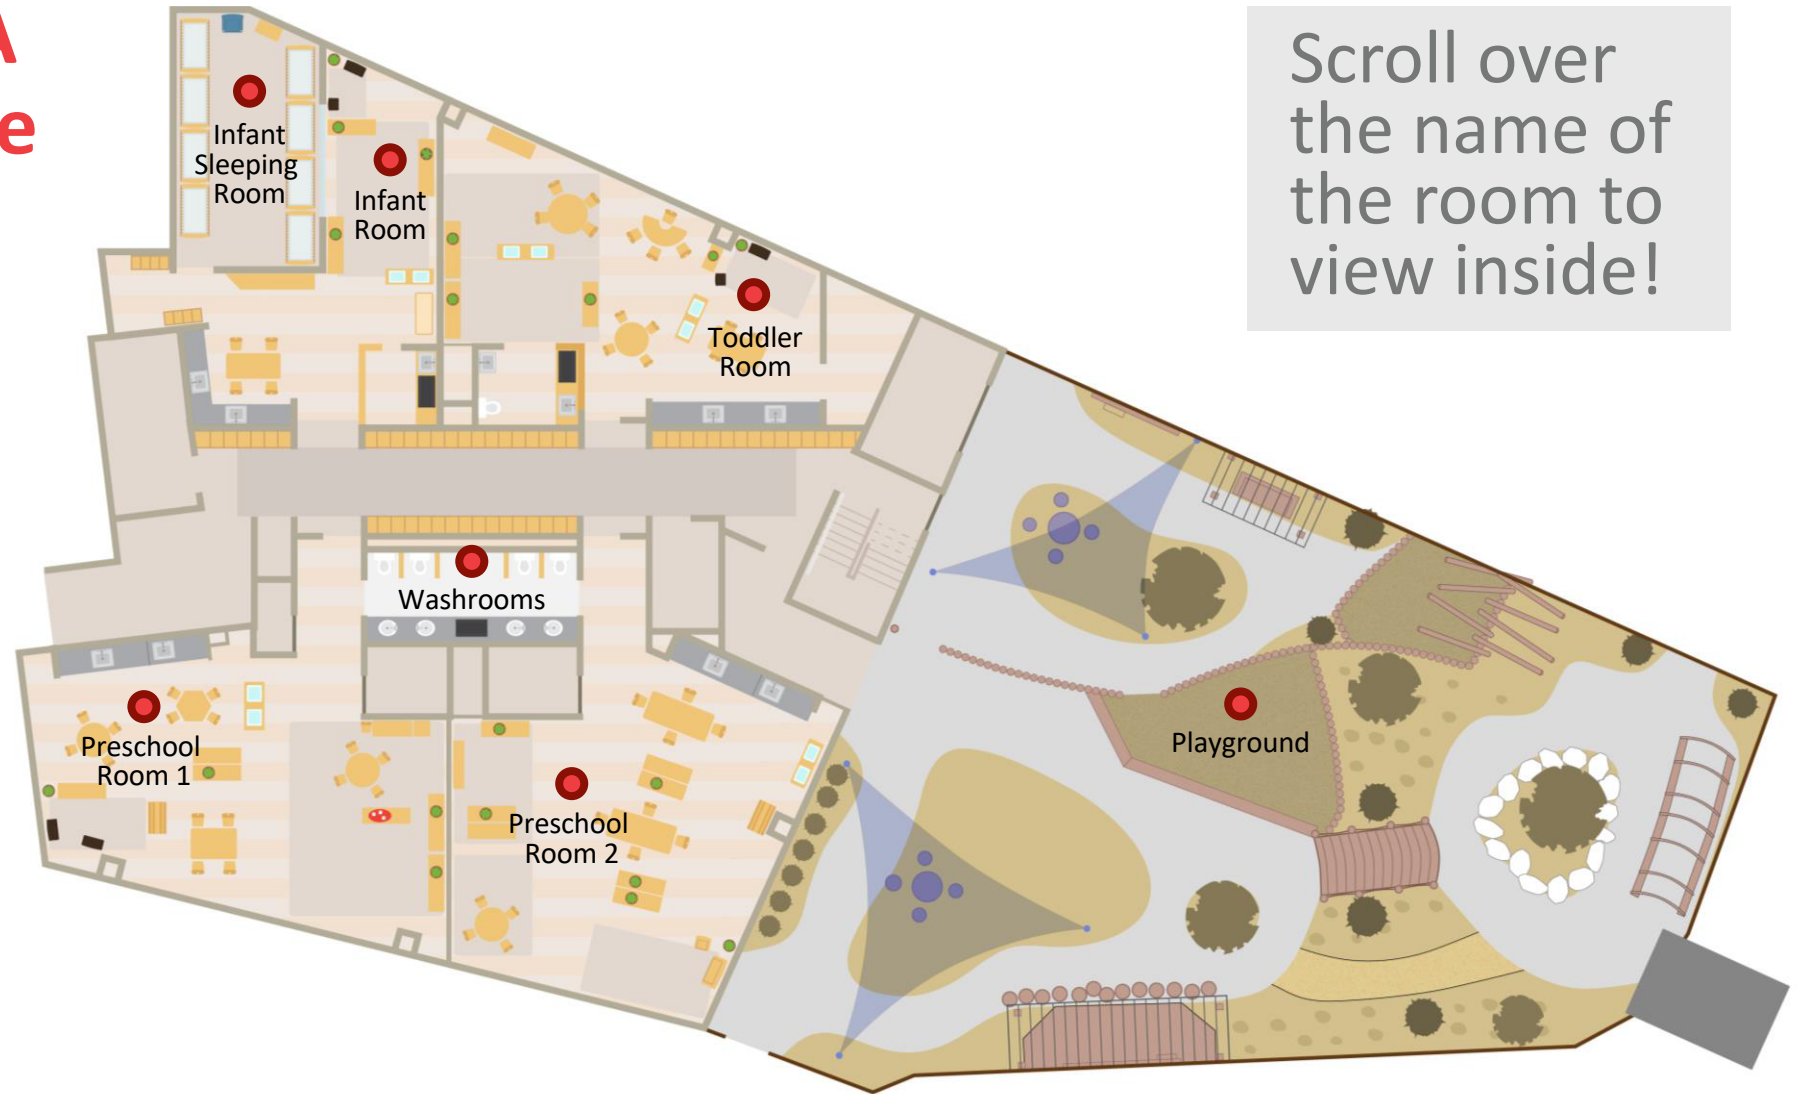 A
e
Scroll over
the name of
the room to
view inside!
Infant
Sleeping
Room
Infant
Room
Toddler
Room
Washrooms
Preschool
Room 1
Preschool
Room 2
Playground